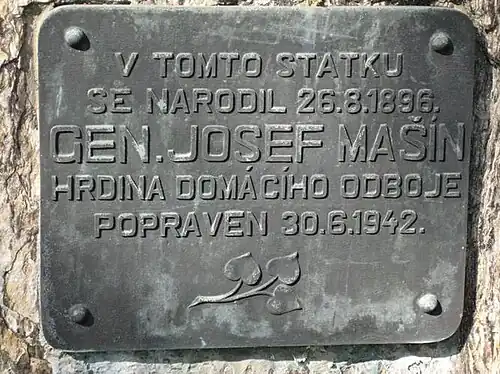 V TOMTO STATKU
SE NARODIL 26.8.1896.
GEN. JOSEF MAŠÍN
HRDINA DOMÁCÍHO ODBOJE
POPRAVEN 30.6.1942.